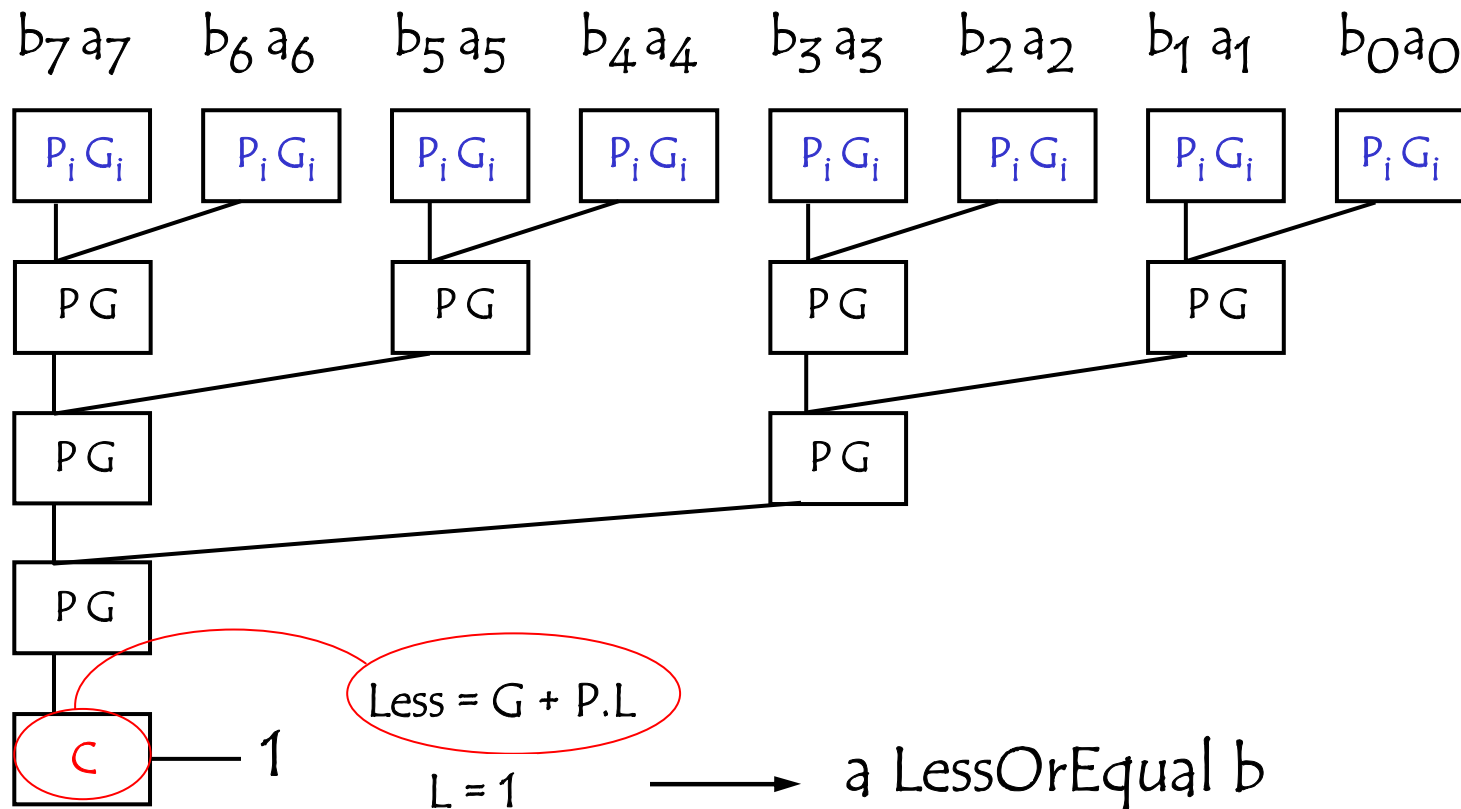 b7 a7 b6 a6 b5 a5 b4 a4 b3 a3 b2 a2 b1 a1 b0 a0
Pi Gi Pi Gi Pi Gi Pi Gi Pi Gi Pi Gi Pi Gi Pi Gi
P G P G P G P G
P G P G
P G
Less = G + P.L
C 1
L = 1 a LessOrEqual b